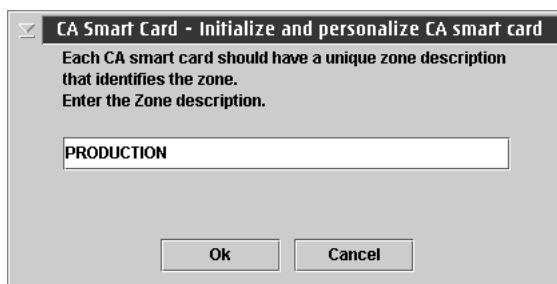 CA Smart Card - Initialize and personalize CA smart card
Each CA smart card should have a unique zone description
that identifies the zone.
Enter the Zone description.
PRODUCTION
Ok
Cancel